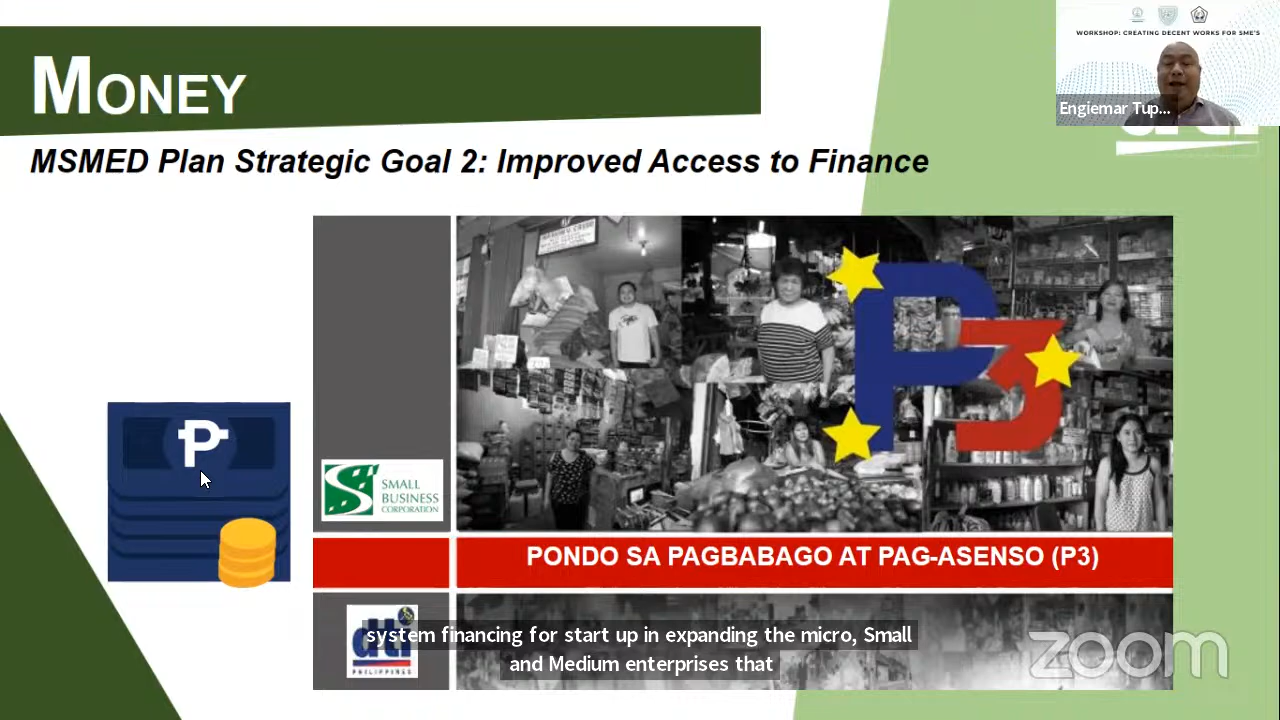 MONEY
WORKSHOP: CREATING DECENT WORKS FOR SME'S
Engiemar Tup...
dti
MSMED Plan Strategic Goal 2: Improved Access to Finance
P3
P
SMALL
BUSINESS
CORPORATION
PONDO SA PAGBABAGO AT PAG-ASENSO (P3)
dti
PHILIPPINES
system financing for start up in expanding the micro, Small
and Medium enterprises that
zoom